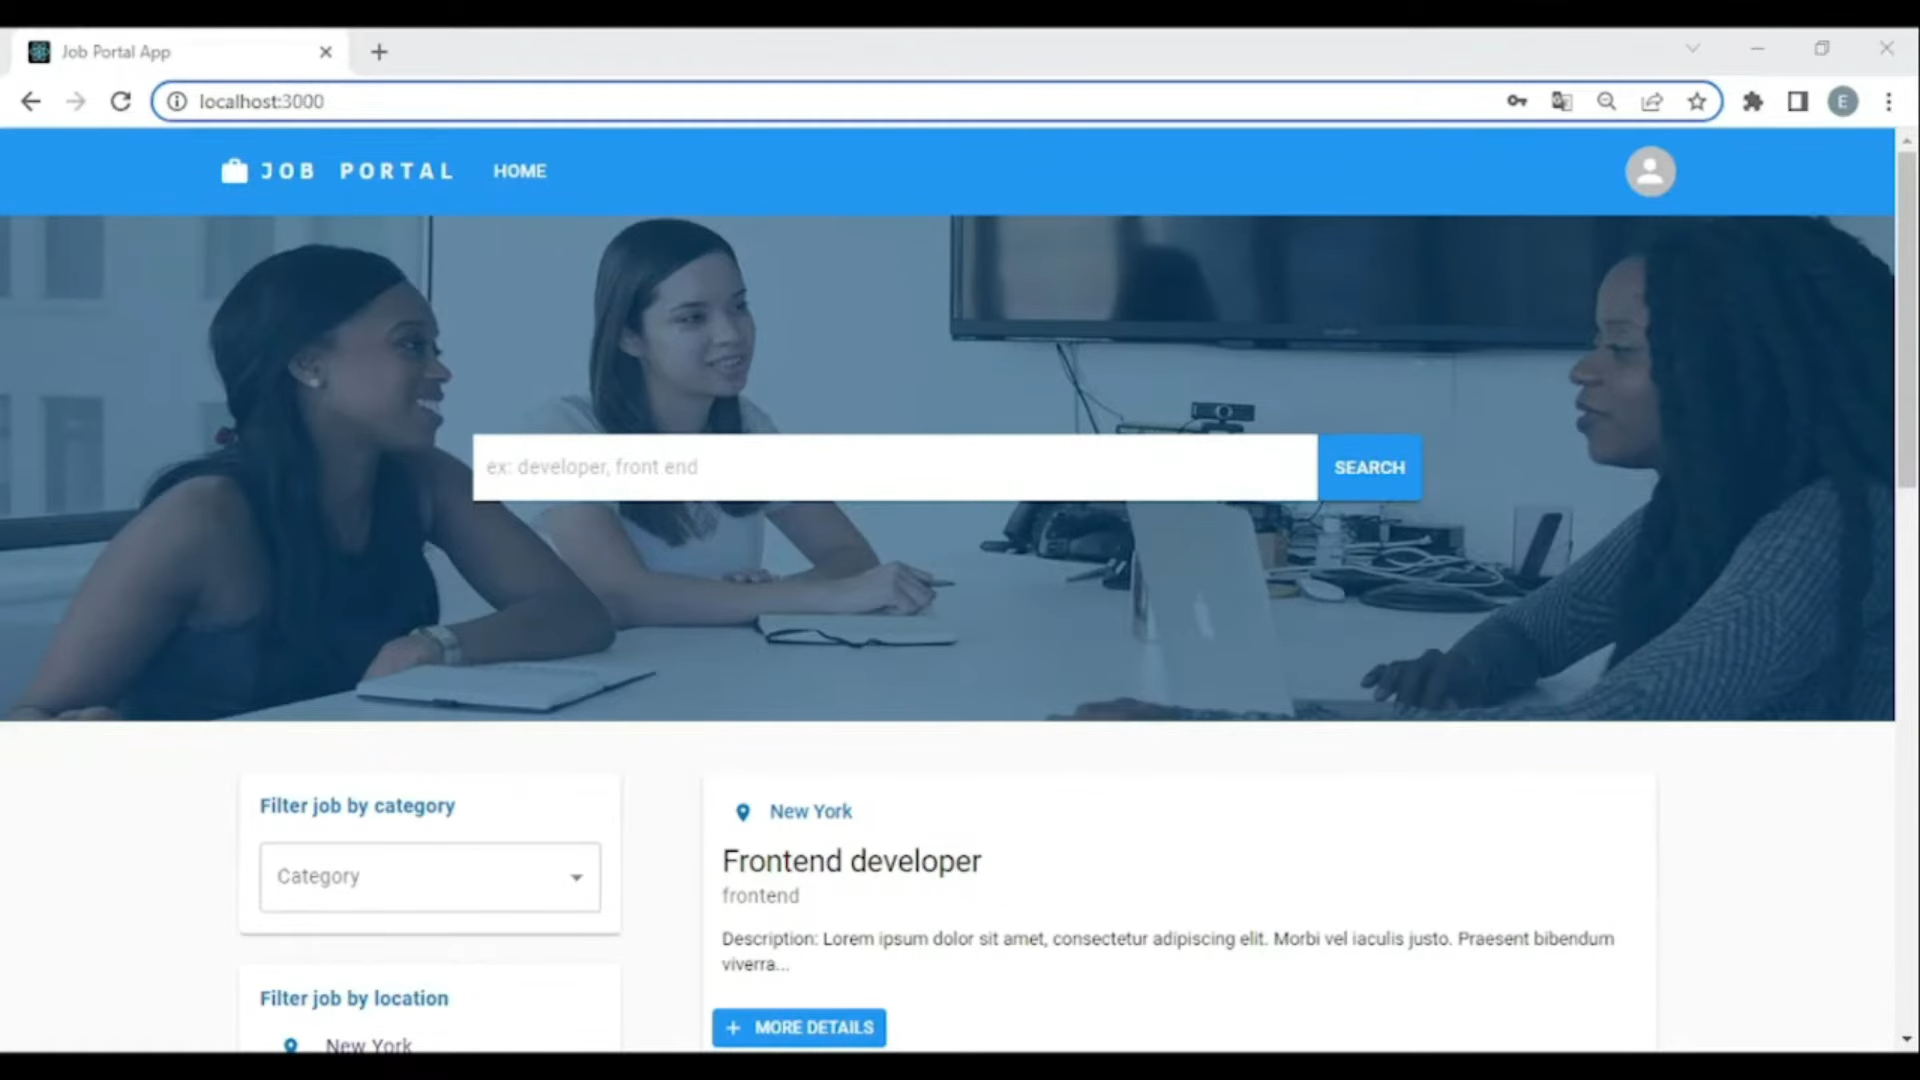 Job Portal App
localhost:3000
E
JOB PORTAL
HOME
ex: developer, front end
SEARCH
Filter job by category
Category
Filter job by location
New York
New York
Frontend developer
frontend
Description: Lorem ipsum dolor sit amet, consectetur adipiscing elit. Morbi vel iaculis justo. Praesent bibendum
viverra...
+ MORE DETAILS